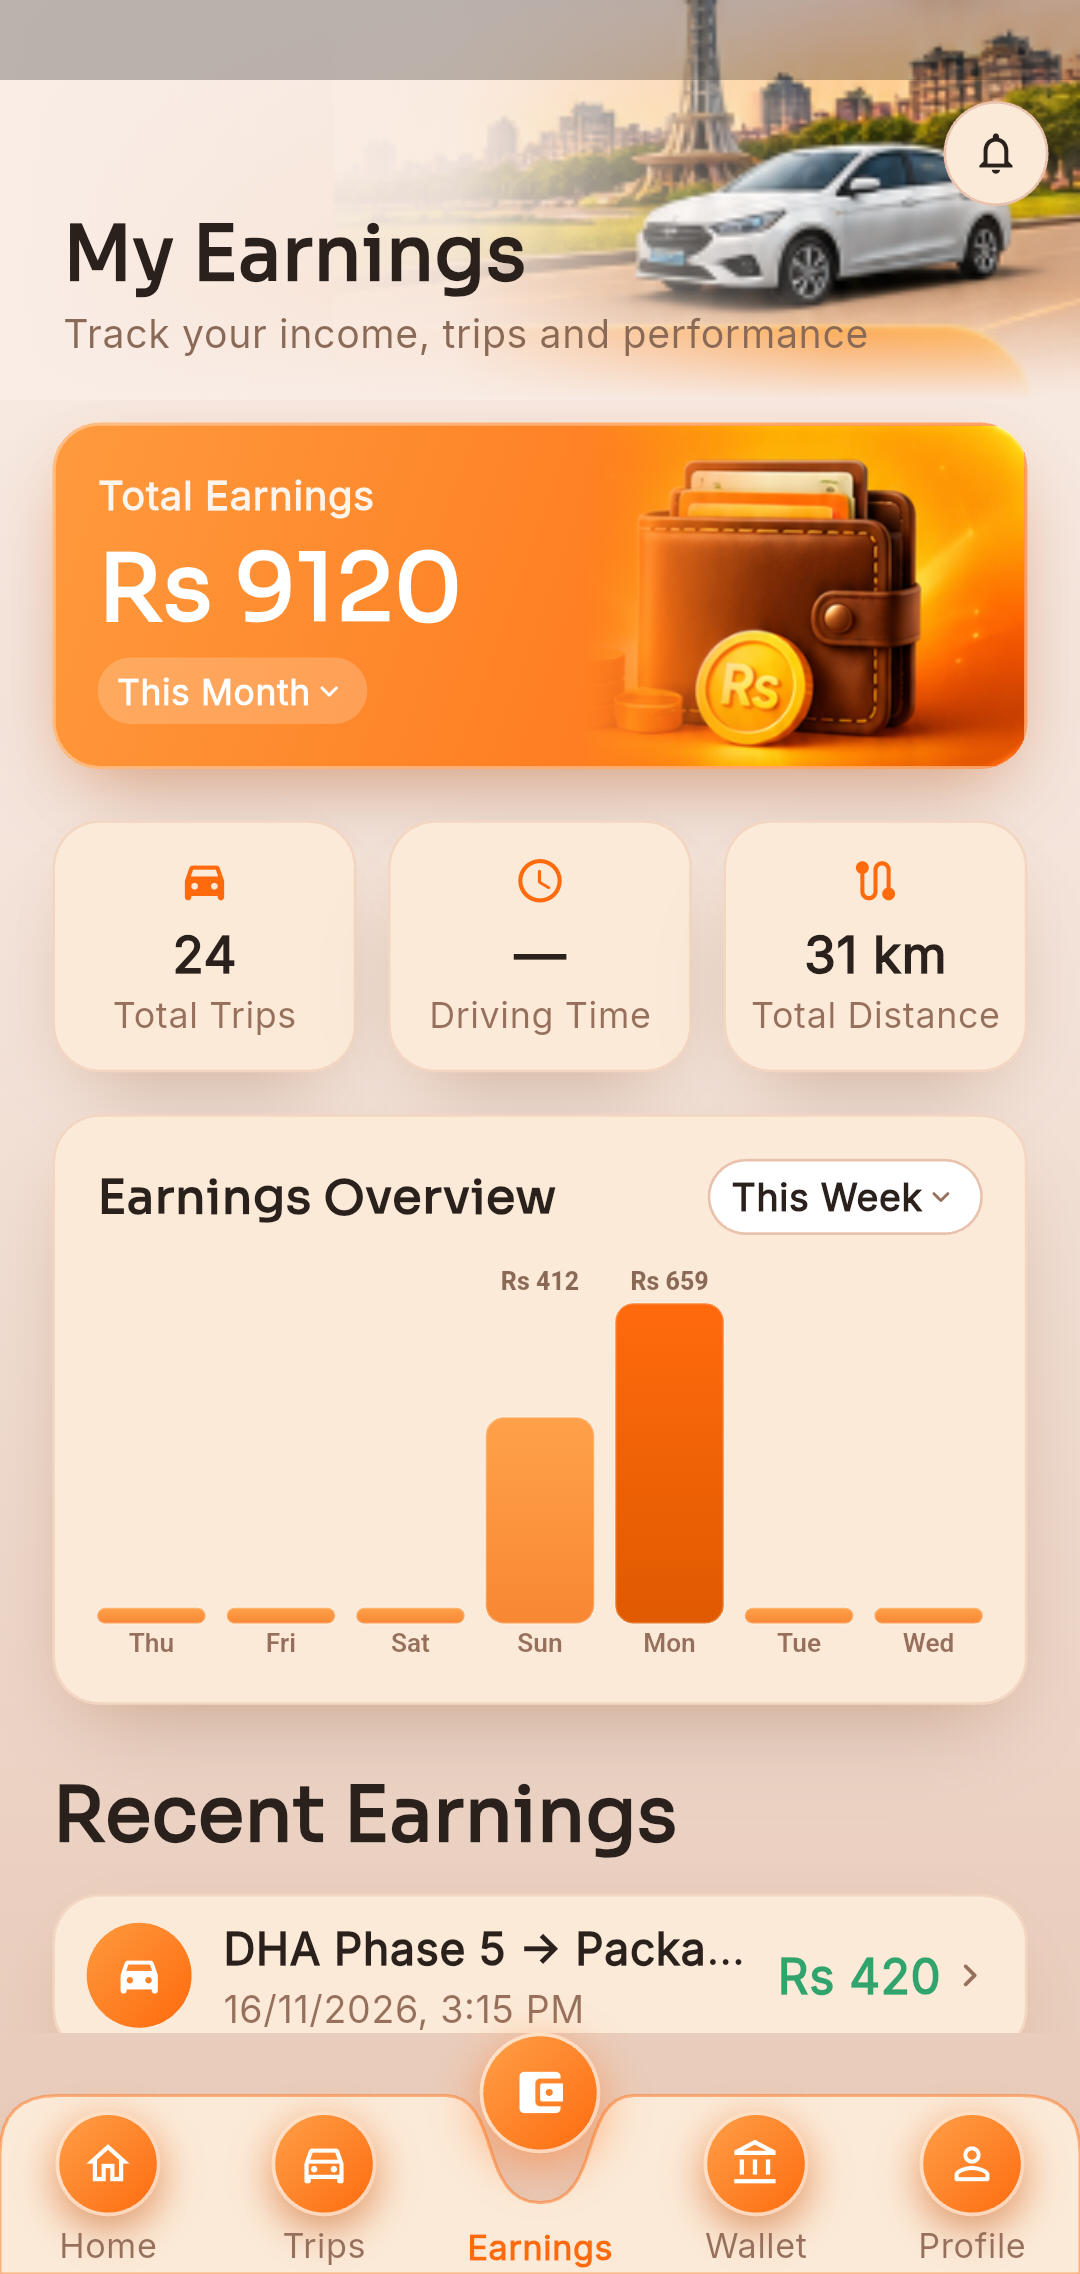 My Earnings
Track your income, trips and performance
Total Earnings
Rs 9120
This Month
Rs
24
Total Trips
—
Driving Time
31 km
Total Distance
Earnings Overview
This Week
Rs 412
Rs 659
Thu
Fri
Sat
Sun
Mon
Tue
Wed
Recent Earnings
DHA Phase 5 → Packa...
16/11/2026, 3:15 PM
Rs 420
Home
Trips
Earnings
Wallet
Profile